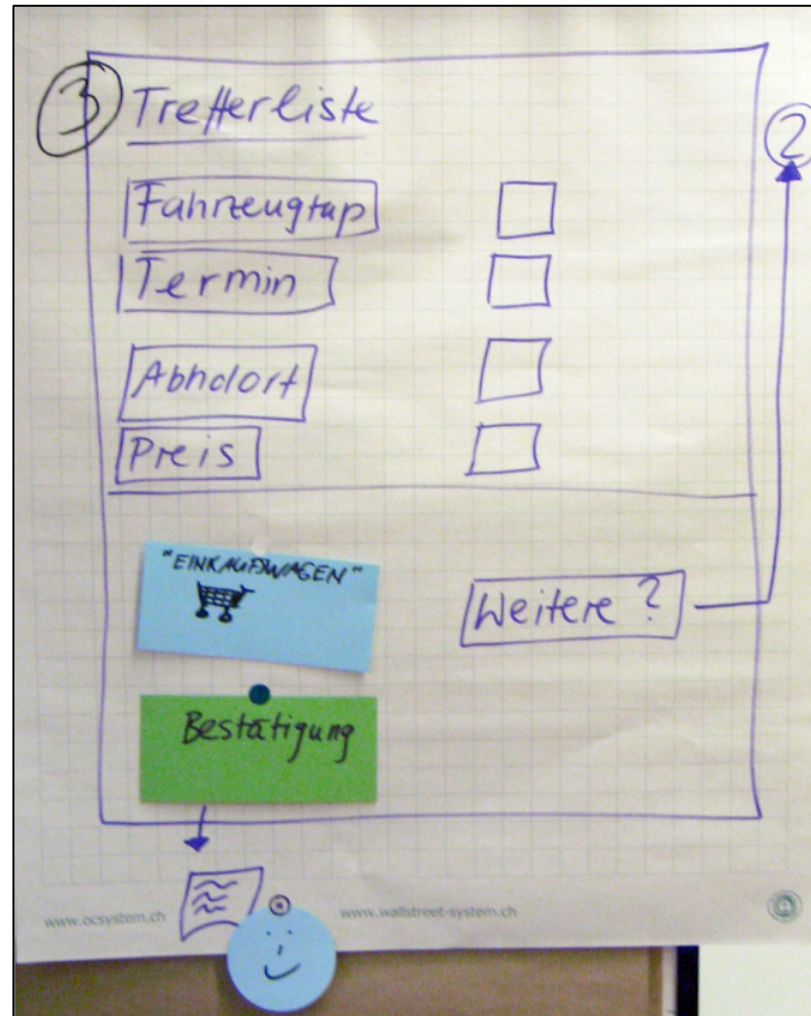 3 Trefferliste
2
Fahrzeugtyp
Termin
Abholort
Preis
"EINKAUFSWAGEN"
Weitere ?
Bestätigung
www.ocsystem.ch www.wallstreet-system.ch